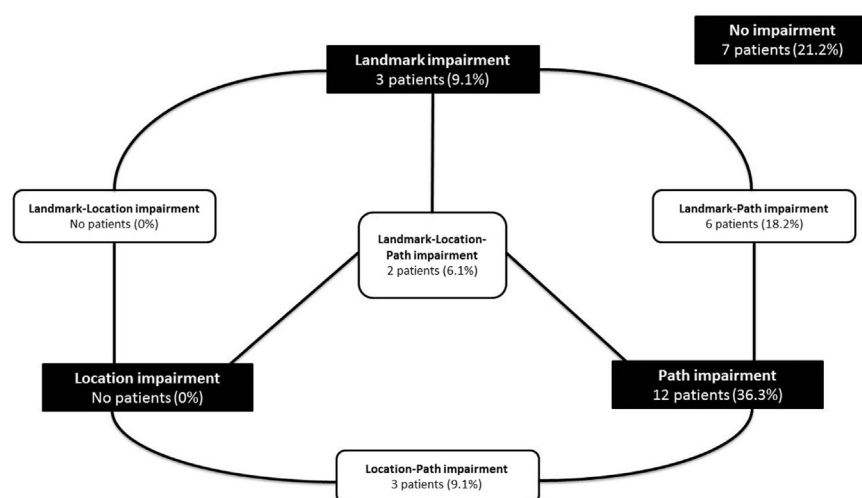 No impairment
7 patients (21.2%)
Landmark impairment
3 patients (9.1%)
Landmark-Location impairment
No patients (0%)
Landmark-Location-
Path impairment
2 patients (6.1%)
Landmark-Path impairment
6 patients (18.2%)
Location impairment
No patients (0%)
Path impairment
12 patients (36.3%)
Location-Path impairment
3 patients (9.1%)